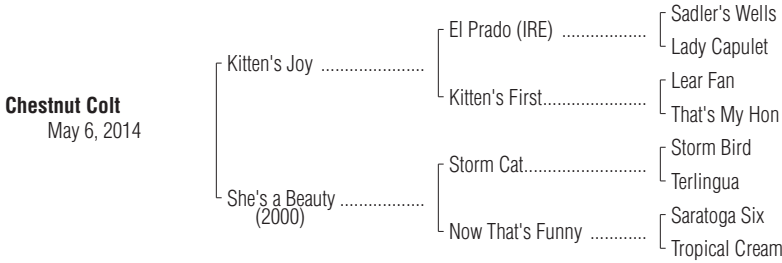 Sadler's Wells
El Prado (IRE) ..................
Lady Capulet
Kitten's Joy ......................
Lear Fan
Kitten's First......................
That's My Hon
Chestnut Colt
May 6, 2014
Storm Bird
Storm Cat..........................
Terlingua
She's a Beauty ..................
(2000)
Saratoga Six
Now That's Funny ............
Tropical Cream